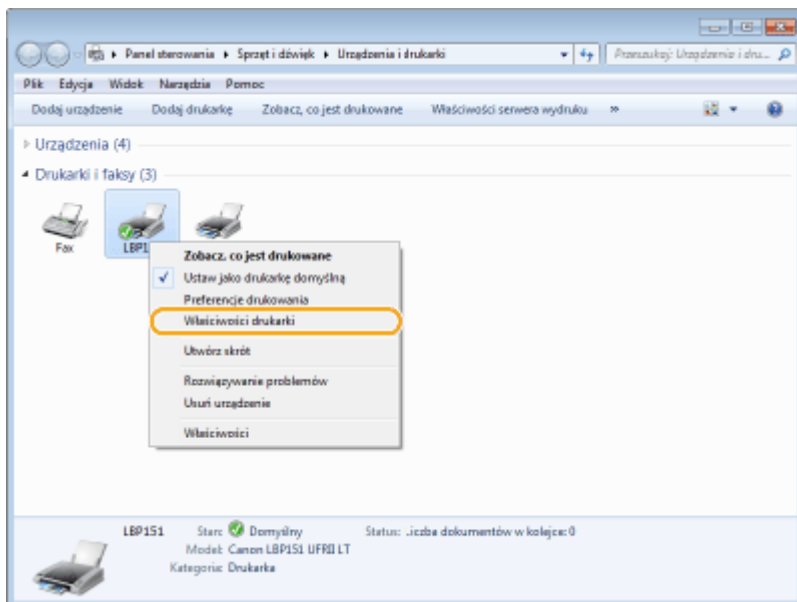 Panel sterowania ▸ Sprzęt i dźwięk ▸ Urządzenia i drukarki
Przeszukaj: Urządzenia i dru...
Plik Edycja Widok Narzędzia Pomoc
Dodaj urządzenie Dodaj drukarkę Zobacz, co jest drukowane Właściwości serwera wydruku »
Urządzenia (4)
Drukarki i faksy (3)
Fax LBP1
Zobacz, co jest drukowane
Ustaw jako drukarkę domyślną
Preferencje drukowania
Właściwości drukarki
Utwórz skrót
Rozwiązywanie problemów
Usuń urządzenie
Właściwości
LBP151 Stan: Domyślny Status: .iczba dokumentów w kolejce: 0
Model: Canon LBP151 UFRII LT
Kategoria: Drukarka